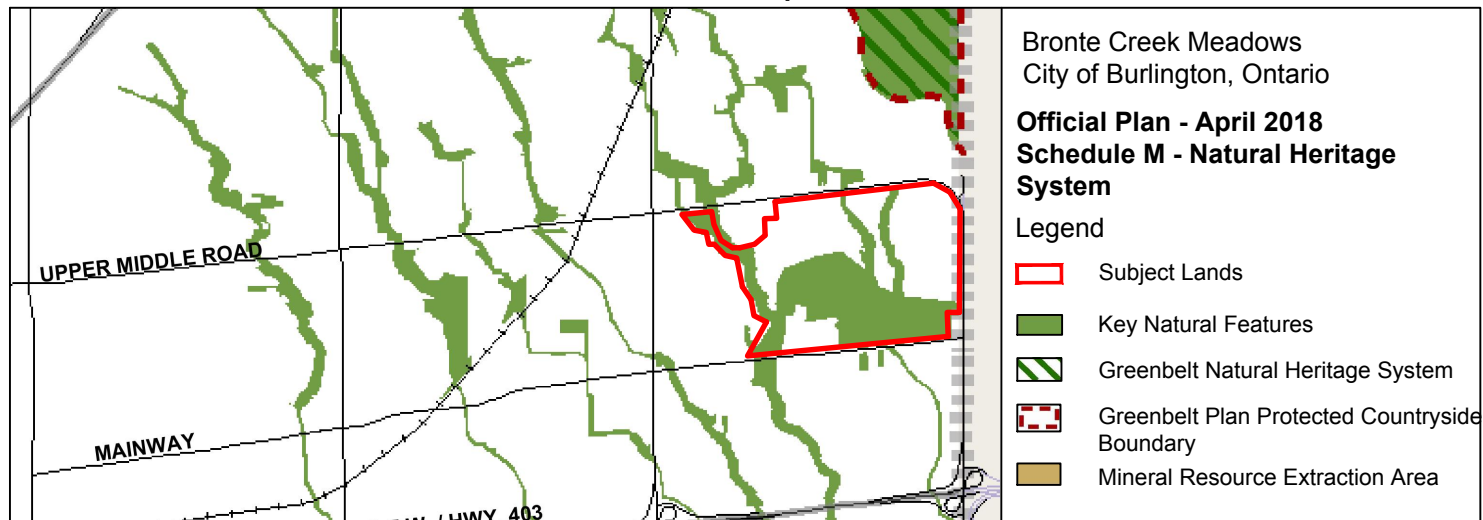 Bronte Creek Meadows
City of Burlington, Ontario
Official Plan - April 2018
Schedule M - Natural Heritage
System
Legend
Subject Lands
Key Natural Features
Greenbelt Natural Heritage System
Greenbelt Plan Protected Countryside
Boundary
Mineral Resource Extraction Area
UPPER MIDDLE ROAD
MAINWAY
/ HWY 403